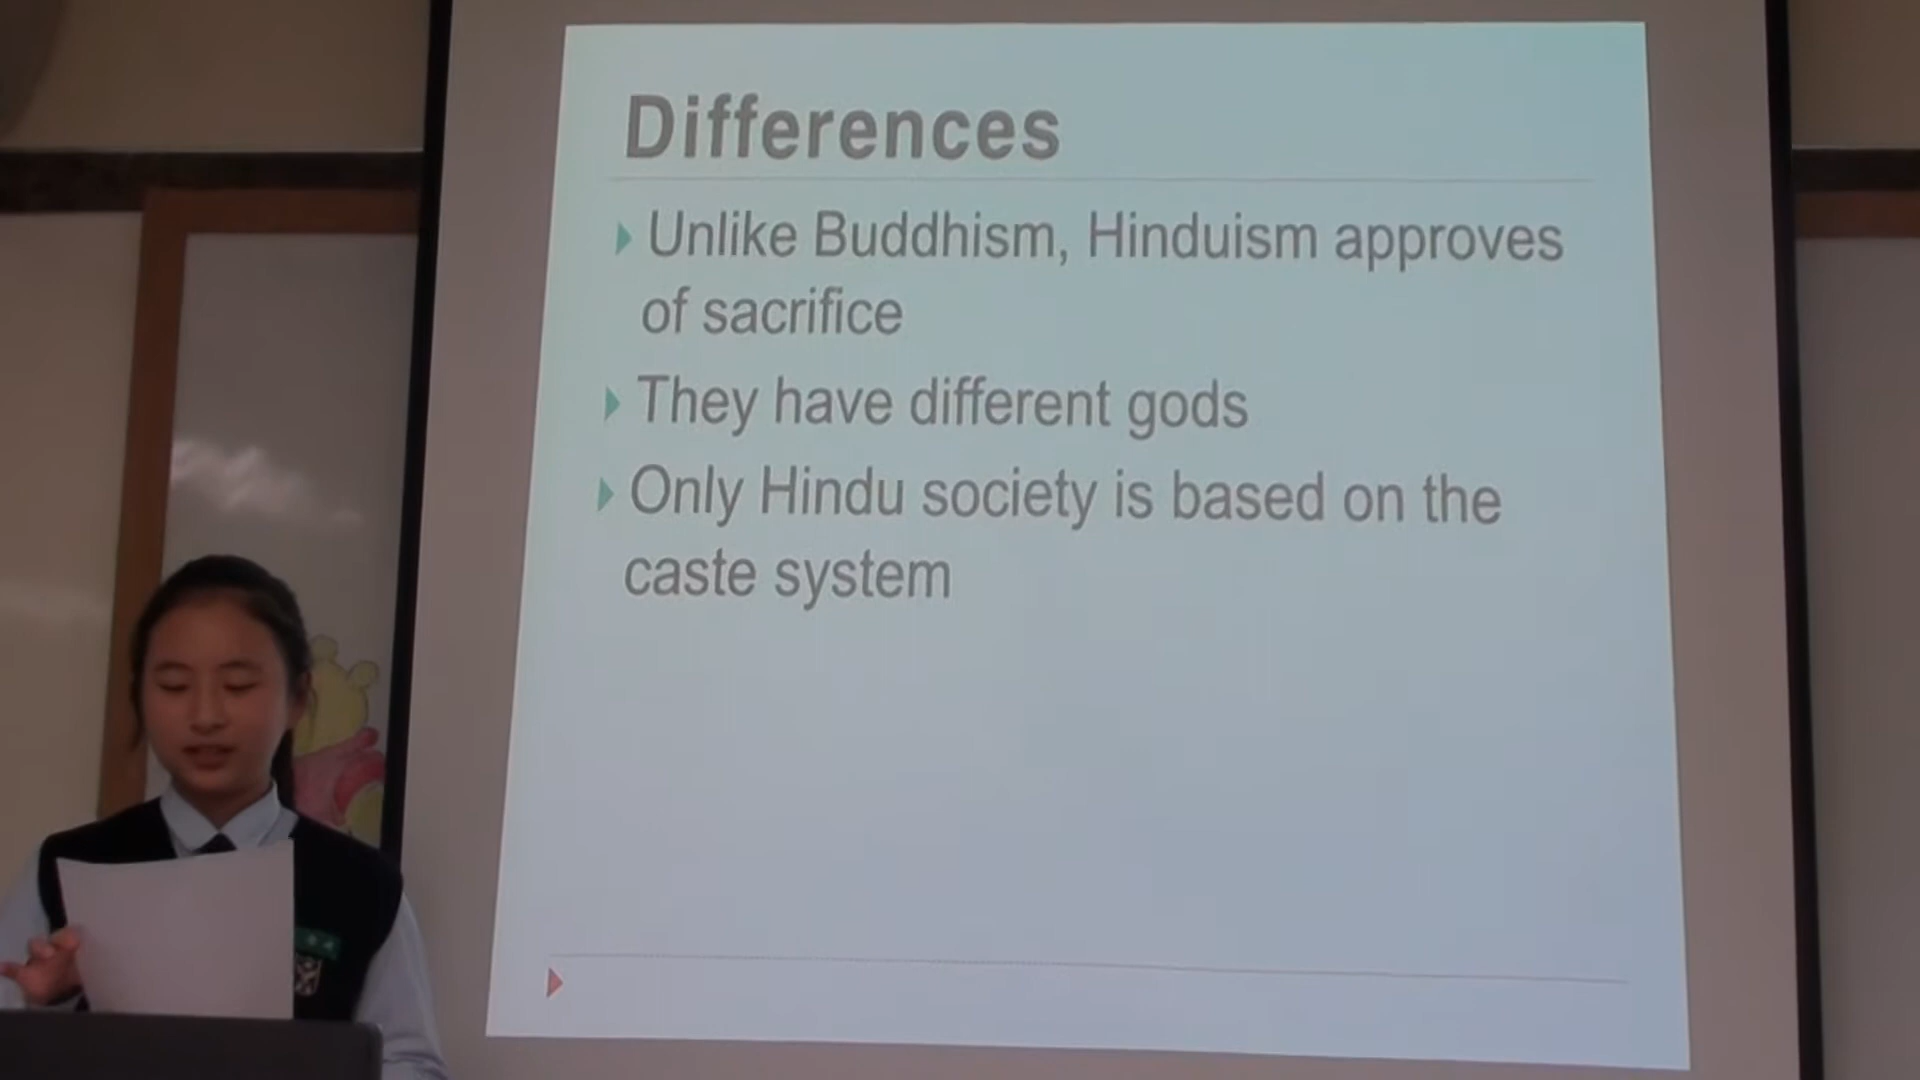 Differences
Unlike Buddhism, Hinduism approves
of sacrifice
They have different gods
Only Hindu society is based on the
caste system